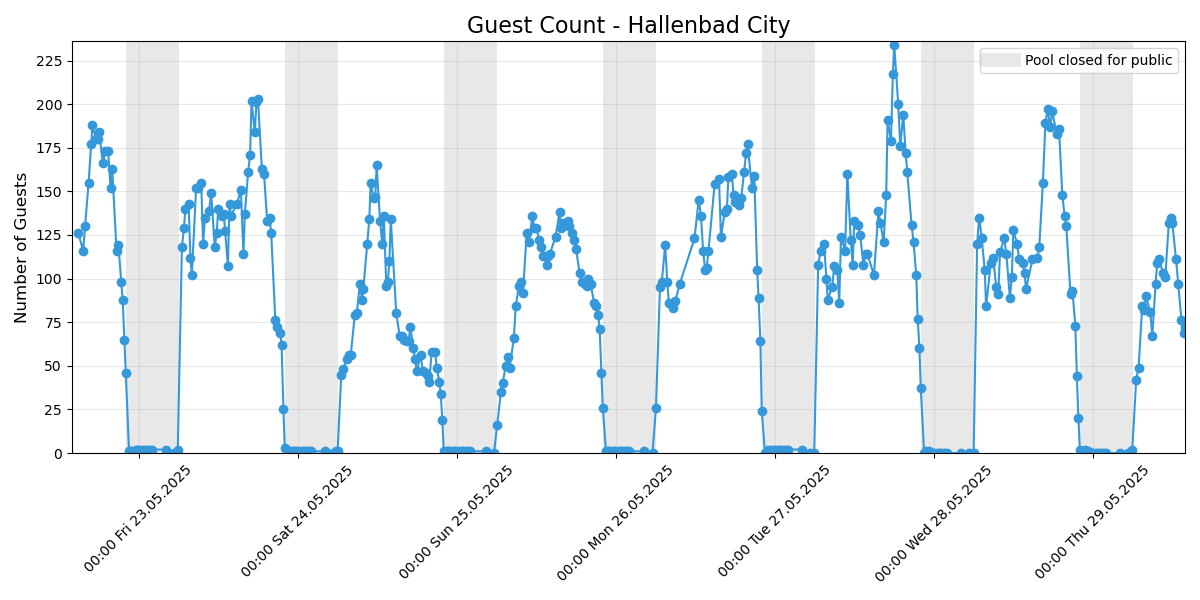 Guest Count - Hallenbad City
Pool closed for public
Number of Guests
225
200
175
150
125
100
75
50
25
0
00:00 Fri 23.05.2025
00:00 Sat 24.05.2025
00:00 Sun 25.05.2025
00:00 Mon 26.05.2025
00:00 Tue 27.05.2025
00:00 Wed 28.05.2025
00:00 Thu 29.05.2025